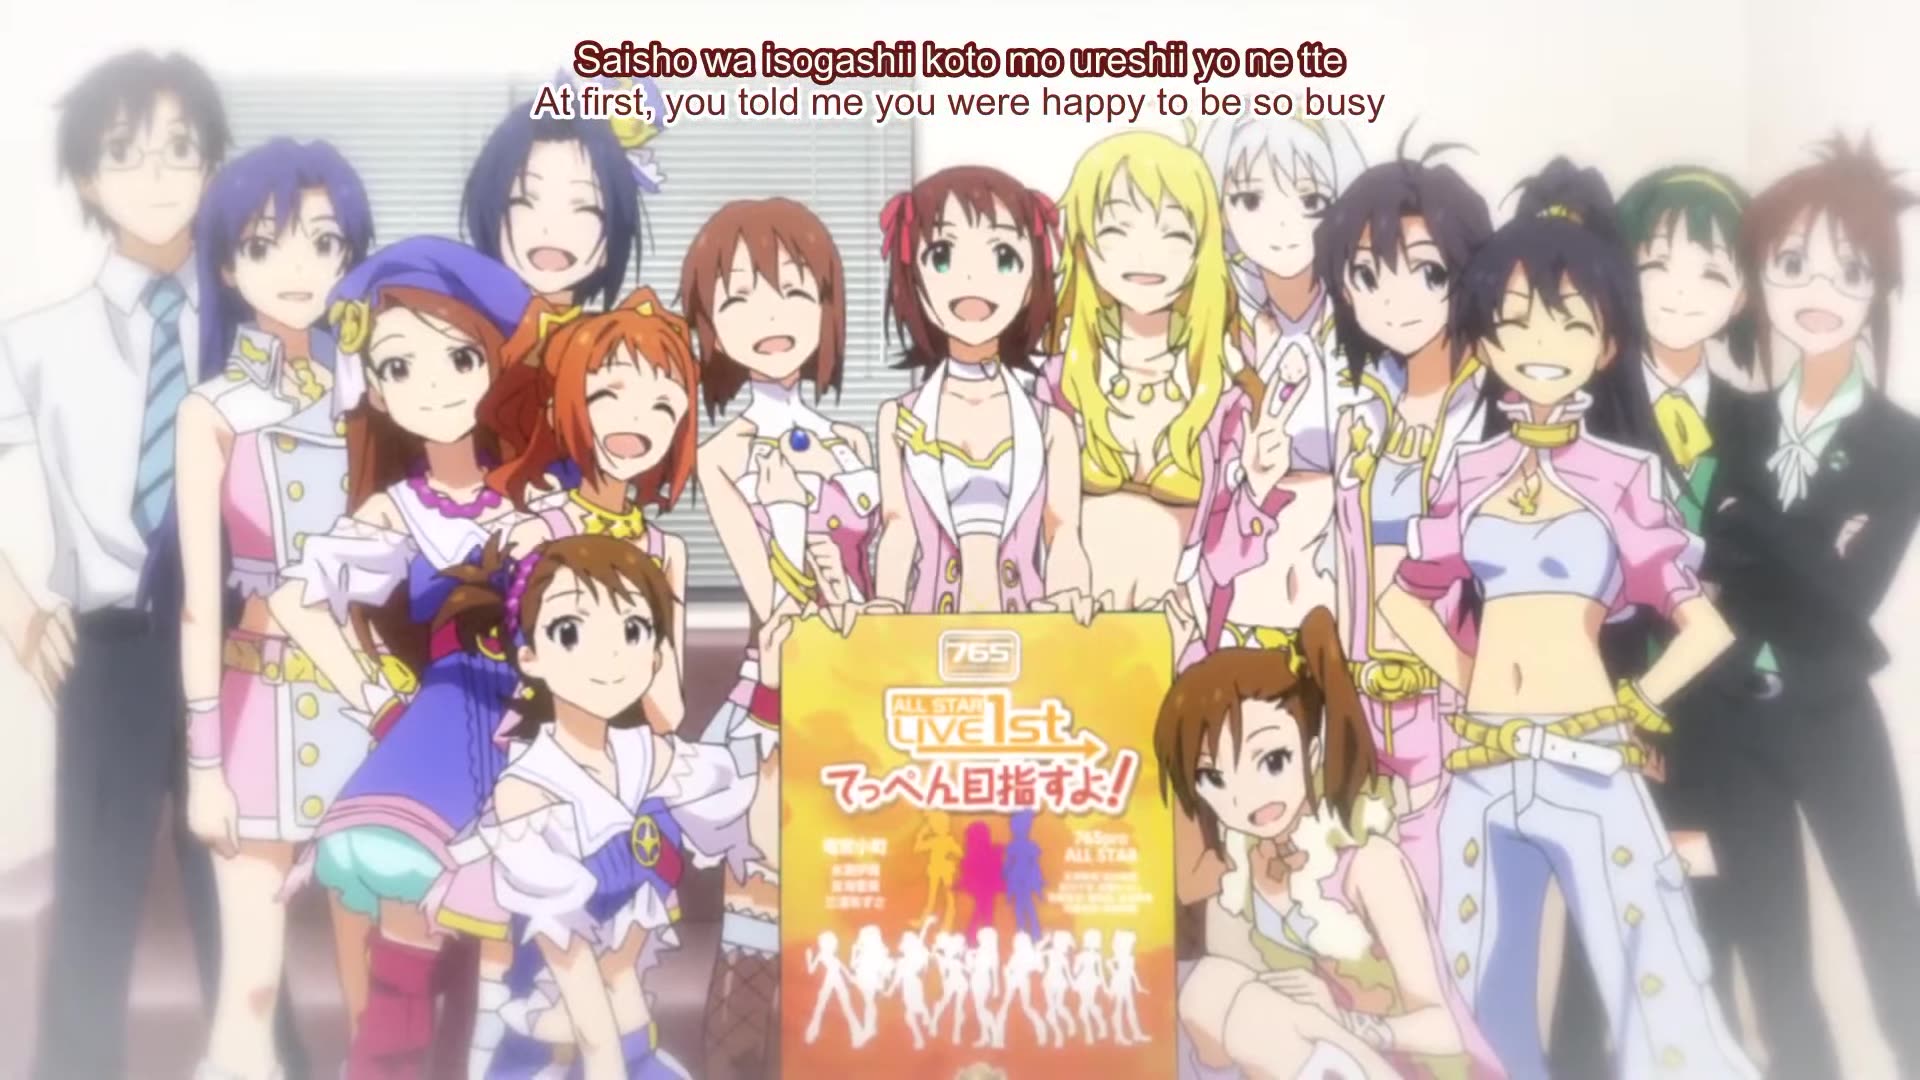 Saisho wa isogashii koto mo ureshii yo ne tte
At first, you told me you were happy to be so busy
765
ALL STAR
LIVE 1st
てっぺん目指すよ!
765pro
ALL STAR